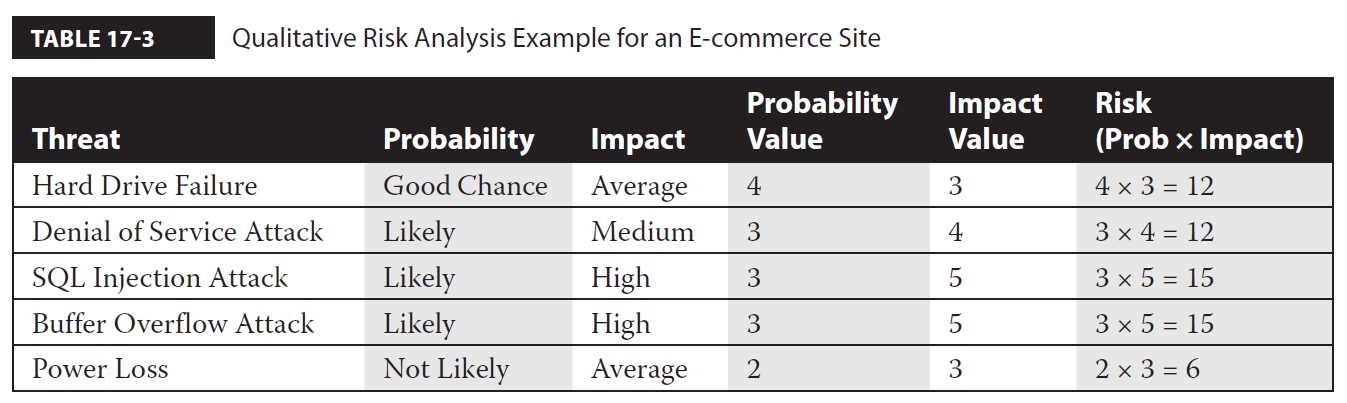 TABLE 17-3 Qualitative Risk Analysis Example for an E-commerce Site
Threat Probability Impact Probability Value Impact Value Risk (Prob × Impact)
Hard Drive Failure Good Chance Average 4 3 4 × 3 = 12
Denial of Service Attack Likely Medium 3 4 3 × 4 = 12
SQL Injection Attack Likely High 3 5 3 × 5 = 15
Buffer Overflow Attack Likely High 3 5 3 × 5 = 15
Power Loss Not Likely Average 2 3 2 × 3 = 6